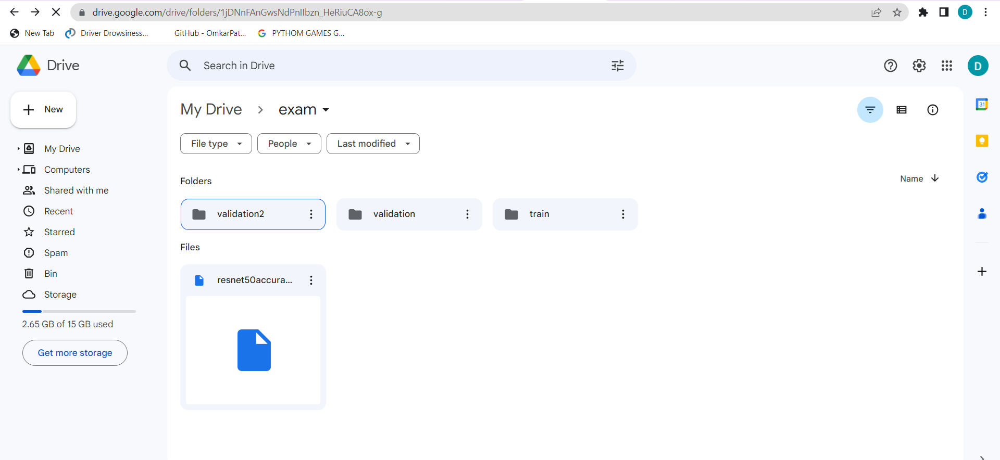 drive.google.com/drive/folders/1jDNnFAnGwsNdPnIIbzn_HeRiuCA8ox-g
D
New Tab
Driver Drowsiness...
GitHub - OmkarPat...
PYTHOM GAMES G...
Drive
Search in Drive
D
New
My Drive
exam
31
File type
People
Last modified
My Drive
Computers
Shared with me
Recent
Starred
Spam
Bin
Storage
2.65 GB of 15 GB used
Get more storage
Folders
Name
validation2
validation
train
Files
resnet50accura...